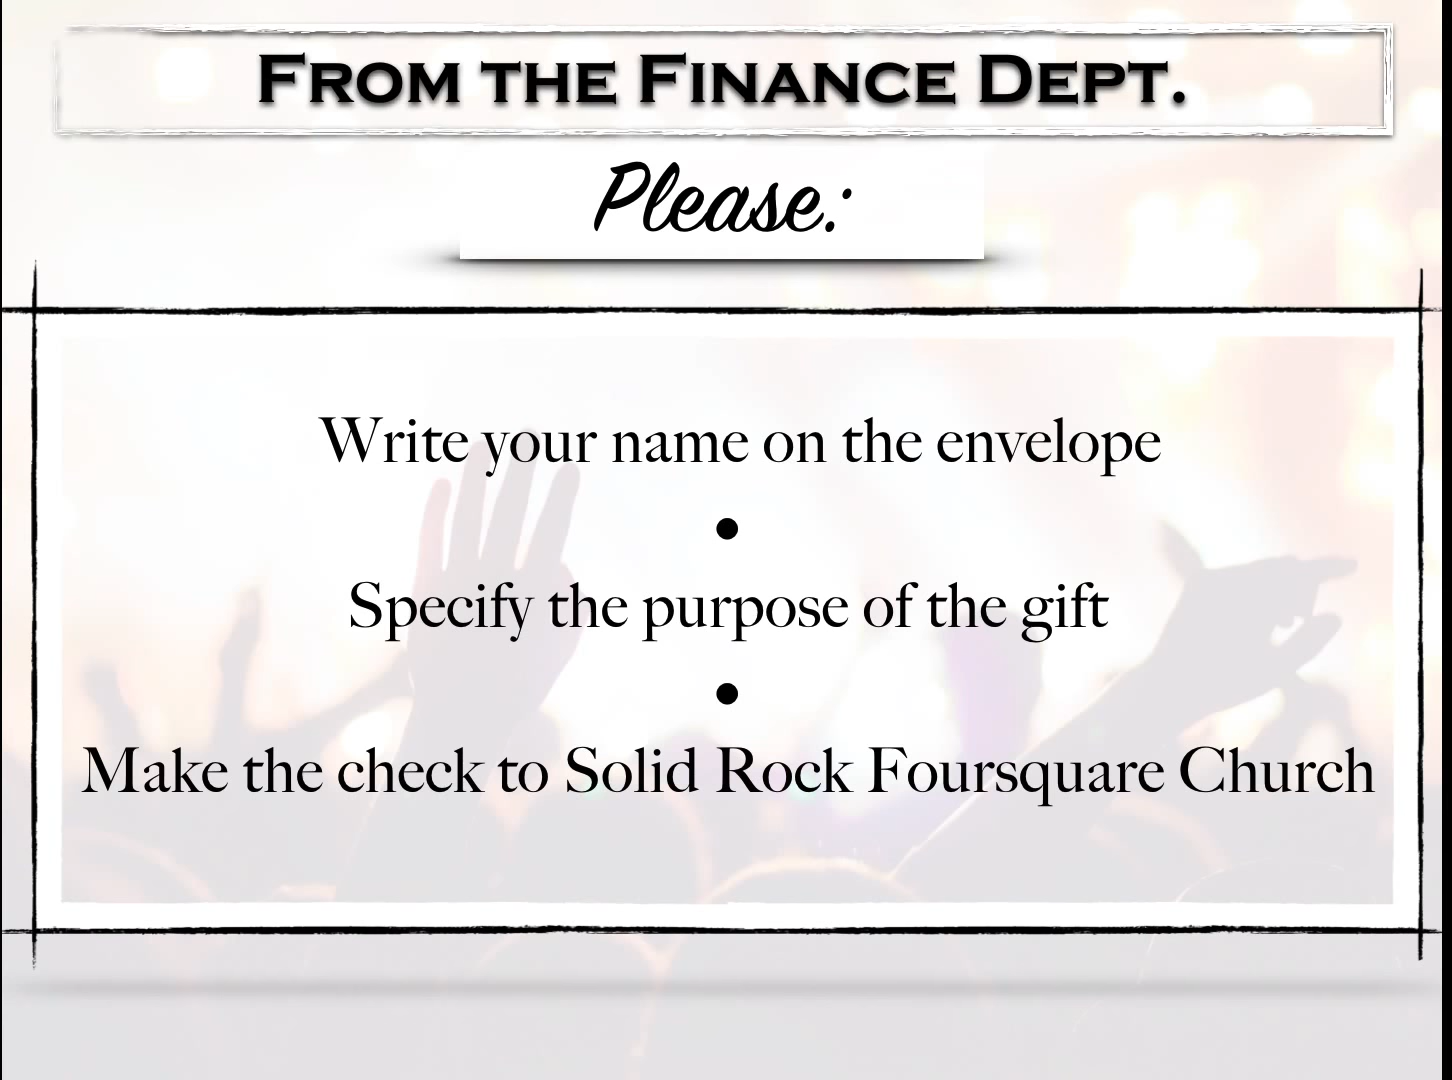 From the Finance Dept.
Please:
Write your name on the envelope
•
Specify the purpose of the gift
•
Make the check to Solid Rock Foursquare Church